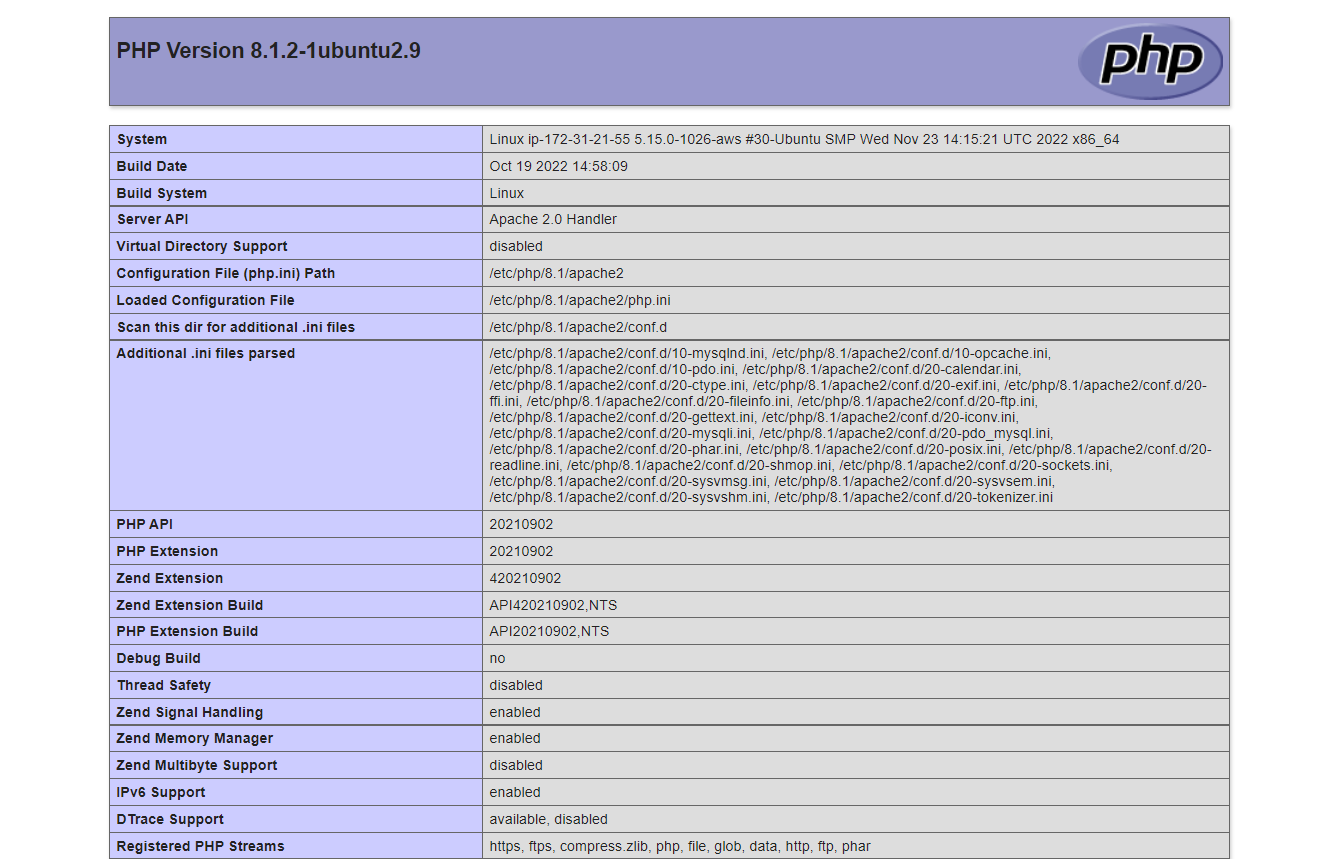 PHP Version 8.1.2-1ubuntu2.9
php
System Linux ip-172-31-21-55 5.15.0-1026-aws #30-Ubuntu SMP Wed Nov 23 14:15:21 UTC 2022 x86_64
Build Date Oct 19 2022 14:58:09
Build System Linux
Server API Apache 2.0 Handler
Virtual Directory Support disabled
Configuration File (php.ini) Path /etc/php/8.1/apache2
Loaded Configuration File /etc/php/8.1/apache2/php.ini
Scan this dir for additional .ini files /etc/php/8.1/apache2/conf.d
Additional .ini files parsed /etc/php/8.1/apache2/conf.d/10-mysqlnd.ini, /etc/php/8.1/apache2/conf.d/10-opcache.ini,
/etc/php/8.1/apache2/conf.d/10-pdo.ini, /etc/php/8.1/apache2/conf.d/20-calendar.ini,
/etc/php/8.1/apache2/conf.d/20-ctype.ini, /etc/php/8.1/apache2/conf.d/20-exif.ini, /etc/php/8.1/apache2/conf.d/20-
ffi.ini, /etc/php/8.1/apache2/conf.d/20-fileinfo.ini, /etc/php/8.1/apache2/conf.d/20-ftp.ini,
/etc/php/8.1/apache2/conf.d/20-gettext.ini, /etc/php/8.1/apache2/conf.d/20-iconv.ini,
/etc/php/8.1/apache2/conf.d/20-mysqli.ini, /etc/php/8.1/apache2/conf.d/20-pdo_mysql.ini,
/etc/php/8.1/apache2/conf.d/20-phar.ini, /etc/php/8.1/apache2/conf.d/20-posix.ini, /etc/php/8.1/apache2/conf.d/20-
readline.ini, /etc/php/8.1/apache2/conf.d/20-shmop.ini, /etc/php/8.1/apache2/conf.d/20-sockets.ini,
/etc/php/8.1/apache2/conf.d/20-sysvmsg.ini, /etc/php/8.1/apache2/conf.d/20-sysvsem.ini,
/etc/php/8.1/apache2/conf.d/20-sysvshm.ini, /etc/php/8.1/apache2/conf.d/20-tokenizer.ini
PHP API 20210902
PHP Extension 20210902
Zend Extension 420210902
Zend Extension Build API420210902,NTS
PHP Extension Build API20210902,NTS
Debug Build no
Thread Safety disabled
Zend Signal Handling enabled
Zend Memory Manager enabled
Zend Multibyte Support disabled
IPv6 Support enabled
DTrace Support available, disabled
Registered PHP Streams https, ftps, compress.zlib, php, file, glob, data, http, ftp, phar